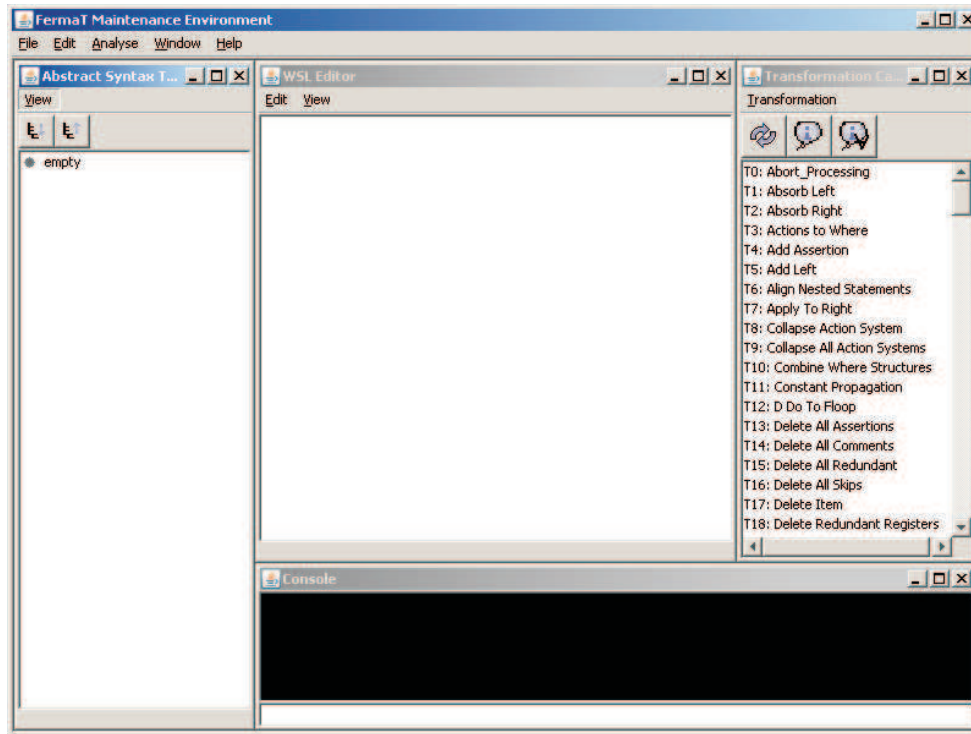 FermaT Maintenance Environment
File Edit Analyse Window Help
Abstract Syntax T...
View
empty
WSL Editor
Edit View
Transformation Ca...
Transformation
T0: Abort_Processing
T1: Absorb Left
T2: Absorb Right
T3: Actions to Where
T4: Add Assertion
T5: Add Left
T6: Align Nested Statements
T7: Apply To Right
T8: Collapse Action System
T9: Collapse All Action Systems
T10: Combine Where Structures
T11: Constant Propagation
T12: D Do To Floop
T13: Delete All Assertions
T14: Delete All Comments
T15: Delete All Redundant
T16: Delete All Skips
T17: Delete Item
T18: Delete Redundant Registers
Console